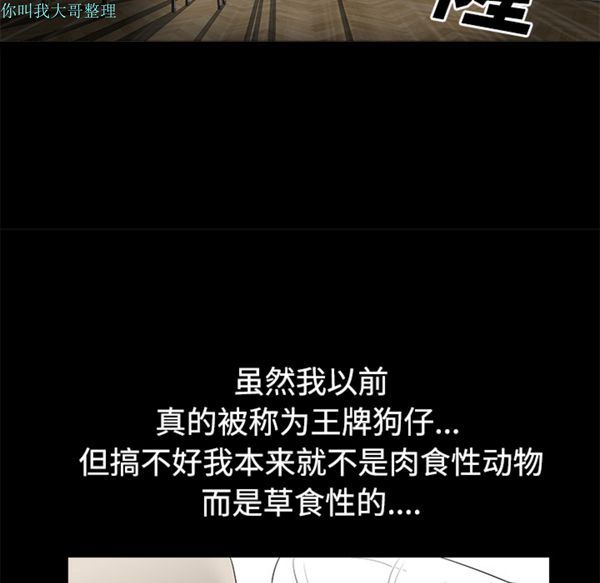 你叫我大哥整理
隆
虽然我以前
真的被称为王牌狗仔...
但搞不好我本来就不是肉食性动物
而是草食性的....